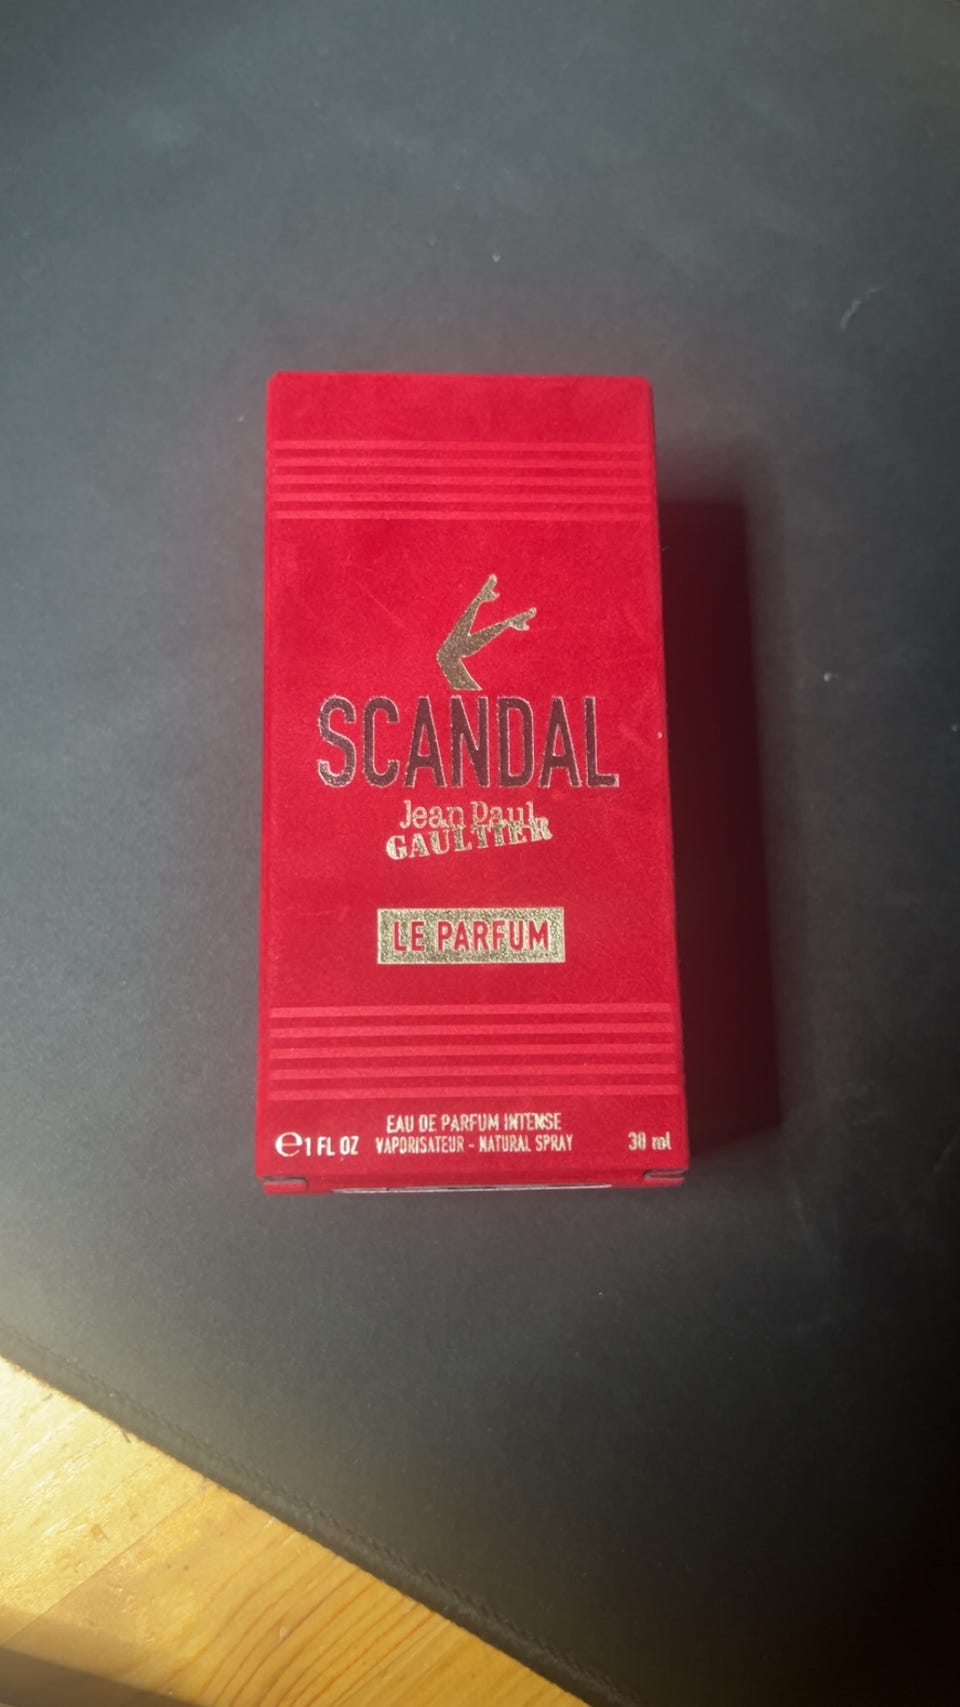 SCANDAL
Jean Paul
GAULTIER
LE PARFUM
EAU DE PARFUM INTENSE
℮1 FL OZ VAPORISATEUR - NATURAL SPRAY 30 ml